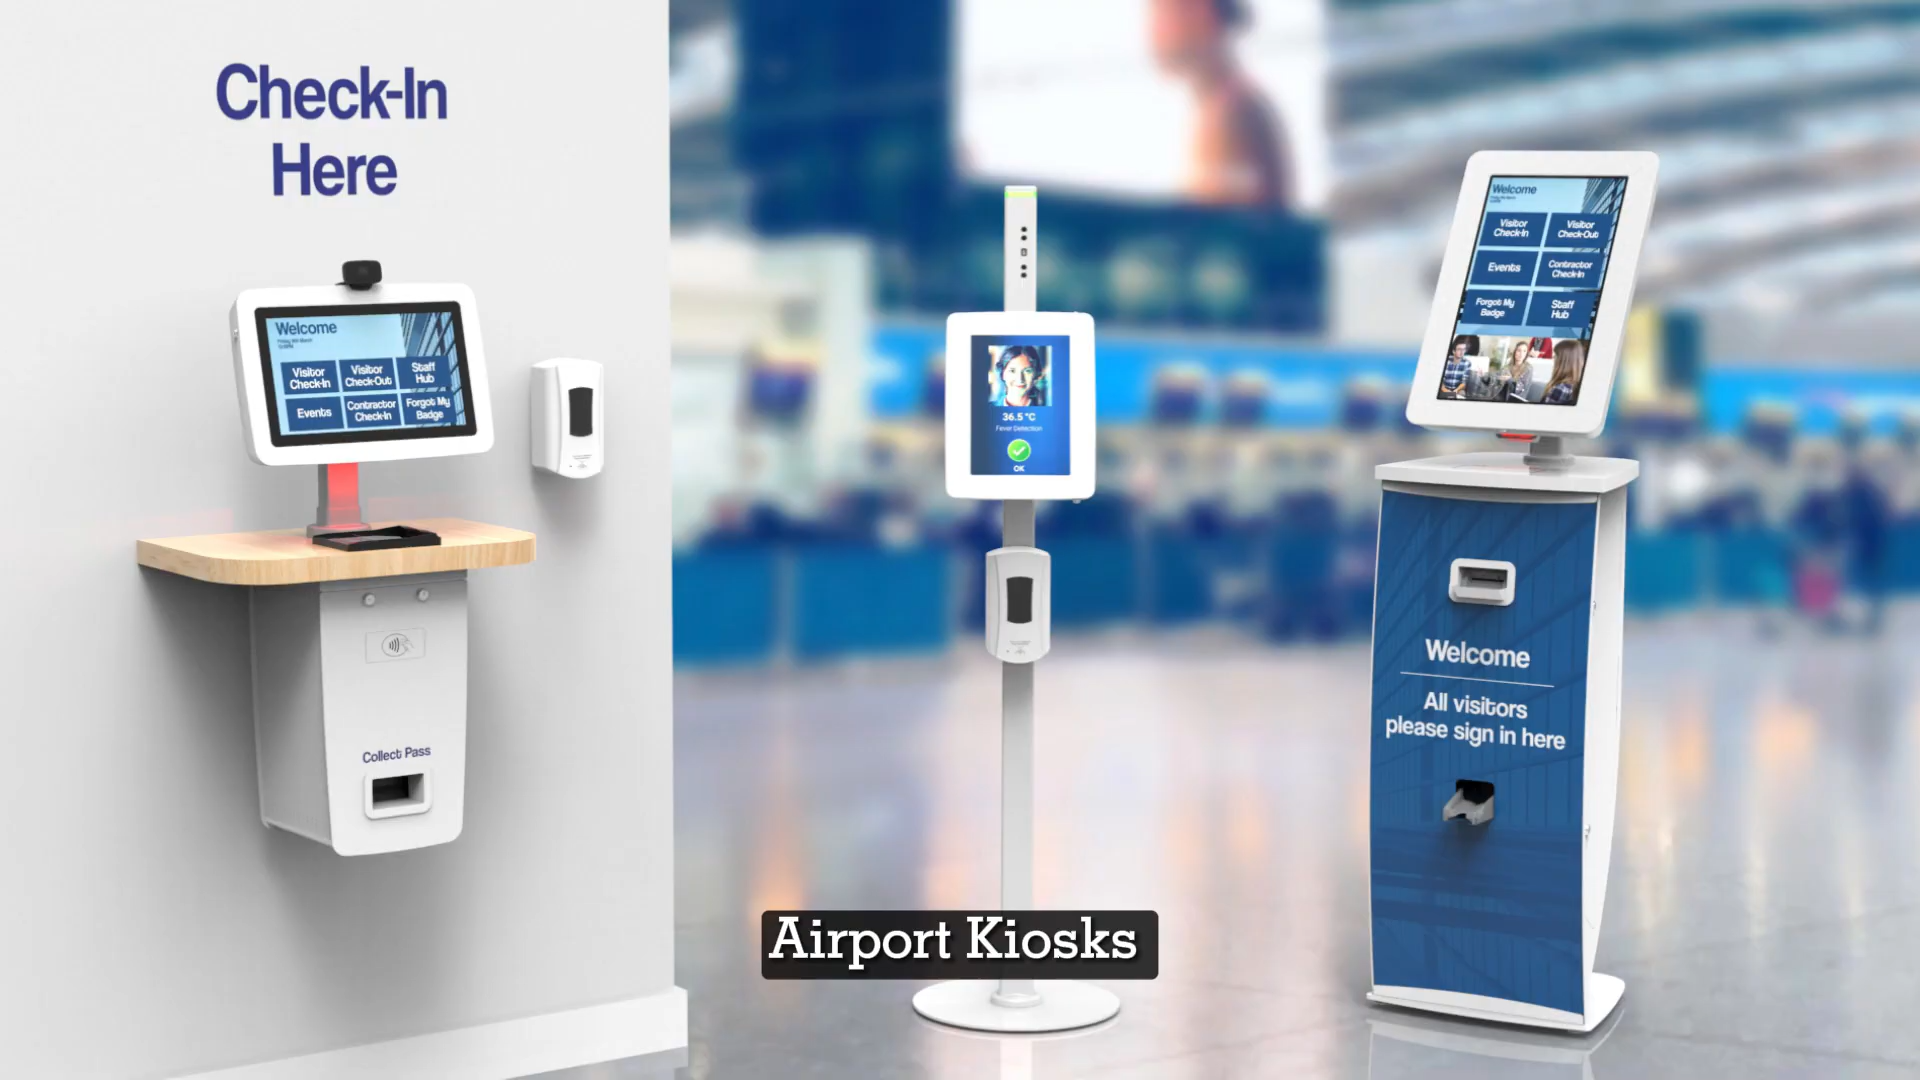 Check-In
Here
Welcome
Visitor
Check-In
Visitor
Check-Out
Staff
Hub
Events
Contractor
Check-In
Forgot My
Badge
Collect Pass
36.5 °C
Fever Detection
OK
Welcome
Visitor
Check-In
Visitor
Check-Out
Events
Contractor
Check-In
Forgot My
Badge
Staff
Hub
Welcome
All visitors
please sign in here
Airport Kiosks